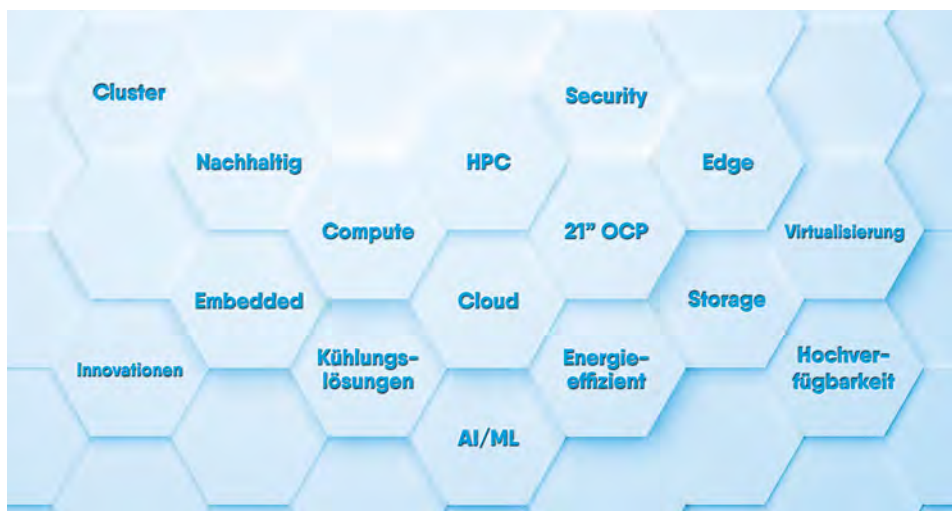 Cluster
Security
Nachhaltig
HPC
Edge
Compute
21” OCP
Virtualisierung
Embedded
Cloud
Storage
Innovationen
Kühlungs-
lösungen
Energie-
effizient
Hochver-
fügbarkeit
AI/ML